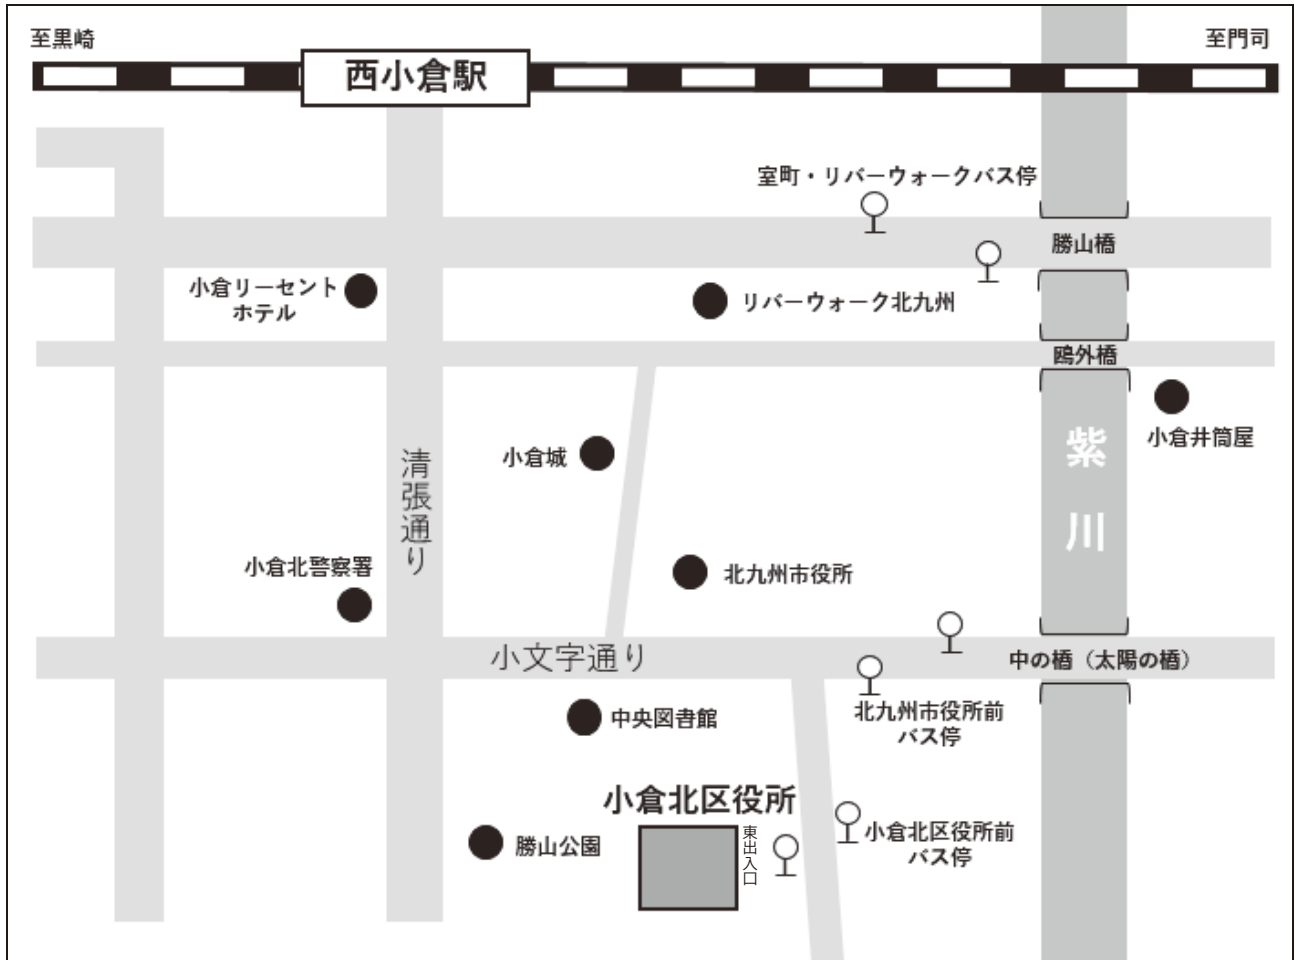 至黒崎
至門司
西小倉駅
室町・リバーウォークバス停
勝山橋
小倉リーセント
ホテル
リバーウォーク北九州
鴎外橋
小倉井筒屋
紫川
清張通り
小倉城
小倉北警察署
北九州市役所
小文字通り
中の橋（太陽の橋）
中央図書館
北九州市役所前
バス停
小倉北区役所
東出入口
勝山公園
小倉北区役所前
バス停